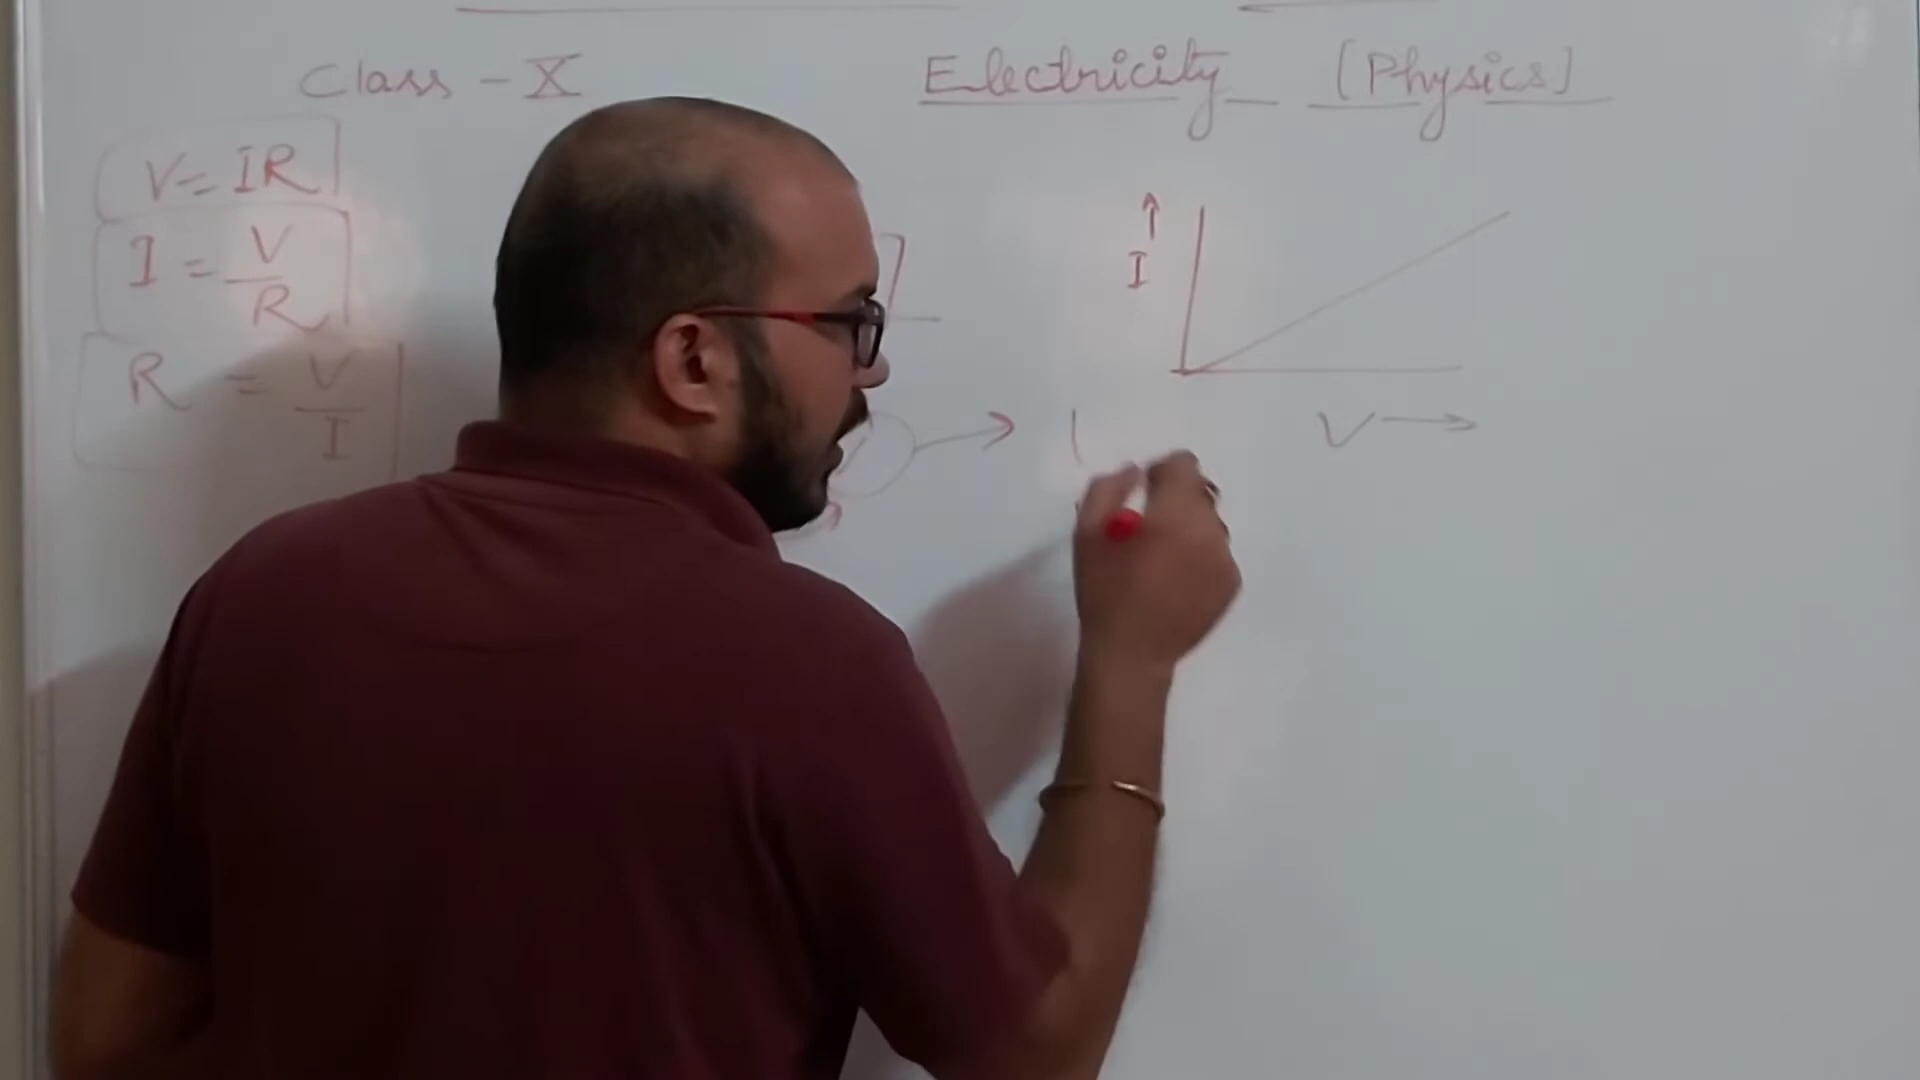 Class - X
Electricity [Physics]
V = IR
I = V
R
R = V
I
I
V